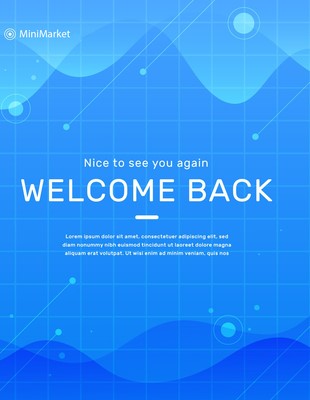 MiniMarket
Nice to see you again
WELCOME BACK
Lorem ipsum dolor sit amet, consectetuer adipiscing elit, sed
diam nonummy nibh euismod tincidunt ut laoreet dolore magna
aliquam erat volutpat. Ut wisi enim ad minim veniam, quis nos